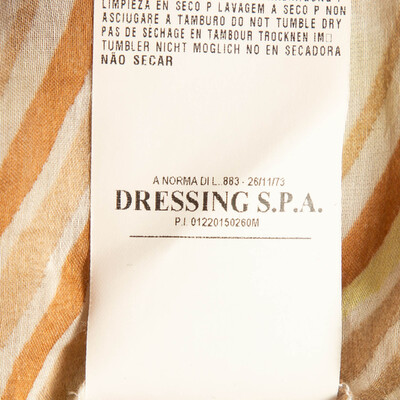 LIMPIEZA EN SECO P LAVAGEM A SECO P NON
ASCIUGARE A TAMBURO DO NOT TUMBLE DRY
PAS DE SECHAGE EN TAMBOUR TROCKNEN IM□
TUMBLER NICHT MOGLICH NO EN SECADORA
NÃO SECAR
A NORMA DI L..883 - 26/11/73
DRESSING S.P.A.
P.I. 01220150260M